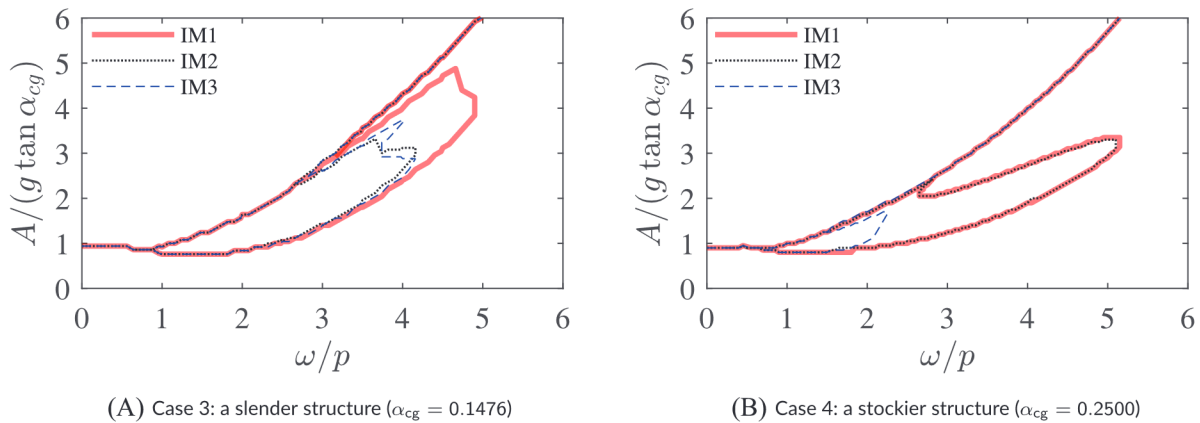 6
5
4
3
2
1
0
A/(g tan α_cg)
IM1
IM2
IM3
0 1 2 3 4 5 6
ω/p
(A) Case 3: a slender structure (α_cg = 0.1476)
6
5
4
3
2
1
0
A/(g tan α_cg)
IM1
IM2
IM3
0 1 2 3 4 5 6
ω/p
(B) Case 4: a stockier structure (α_cg = 0.2500)